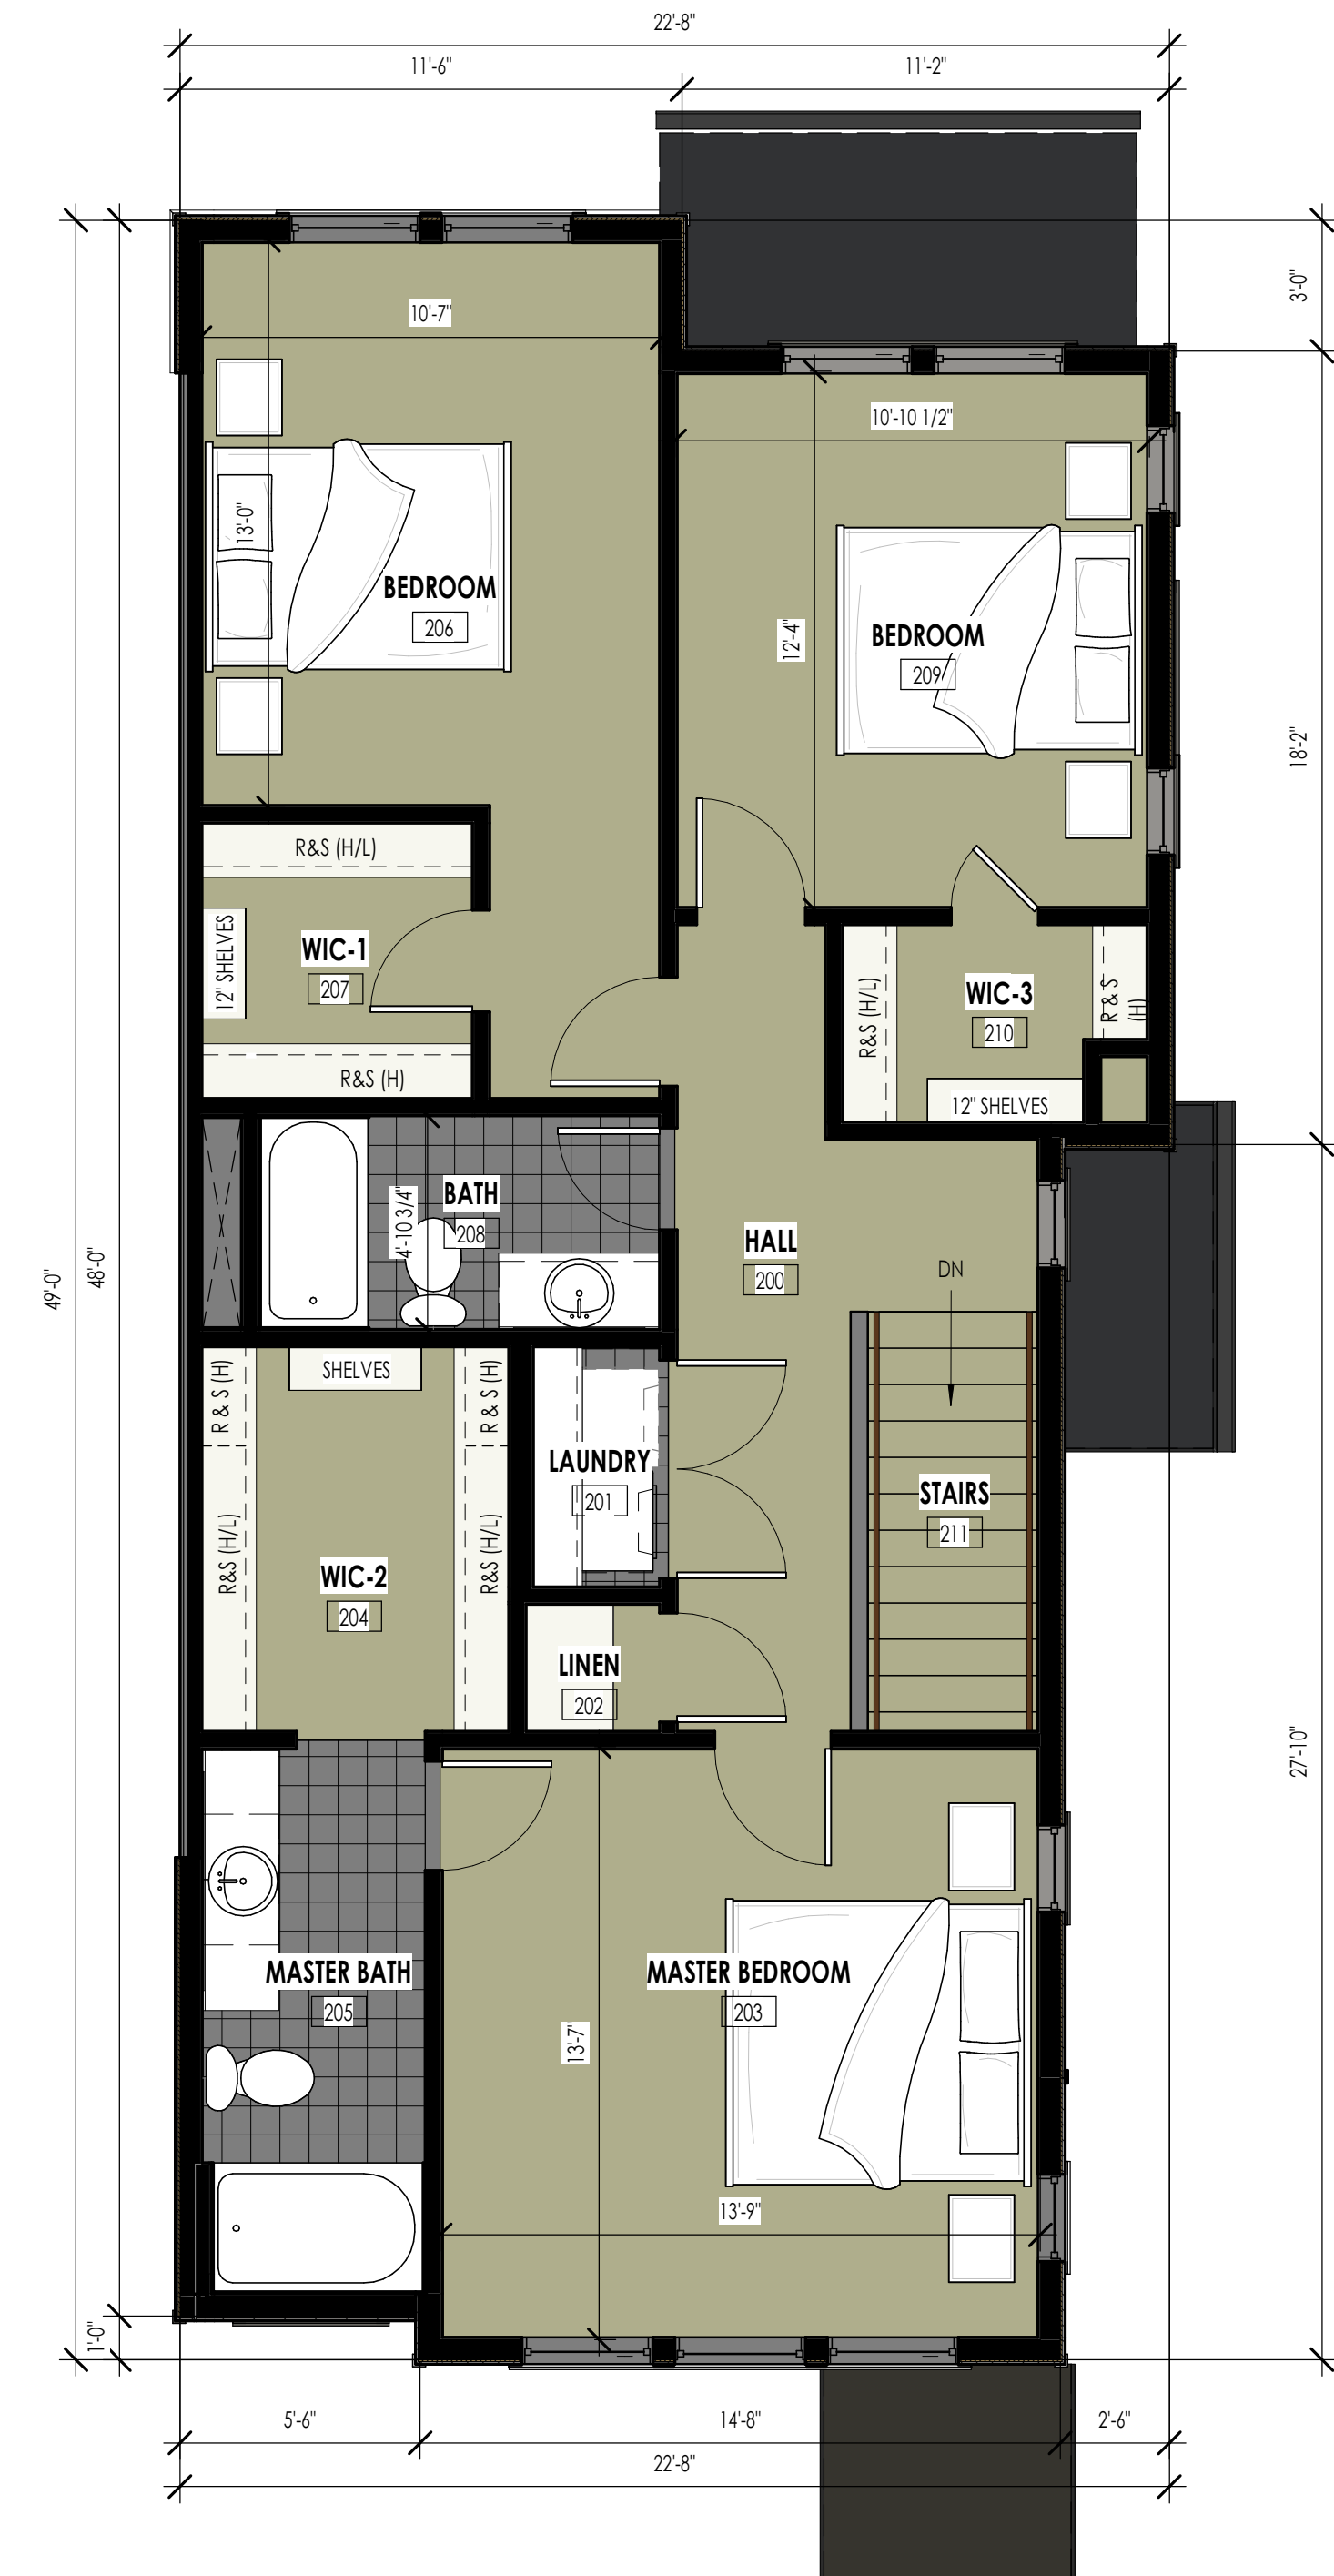 22'-8"
11'-6"
11'-2"
3'-0"
10'-7"
10'-10 1/2"
13'-0"
BEDROOM
206
12'-4"
BEDROOM
209
18'-2"
R&S (H/L)
12" SHELVES
WIC-1
207
R&S (H)
R&S (H/L)
WIC-3
210
R & S
(H)
12" SHELVES
4'-10 3/4"
BATH
208
HALL
200
DN
49'-0"
48'-0"
R & S (H)
SHELVES
R & S (H)
LAUNDRY
201
STAIRS
211
R&S (H/L)
R&S (H/L)
WIC-2
204
LINEN
202
27'-10"
MASTER BATH
205
MASTER BEDROOM
203
13'-7"
13'-9"
1'-0"
5'-6"
14'-8"
2'-6"
22'-8"